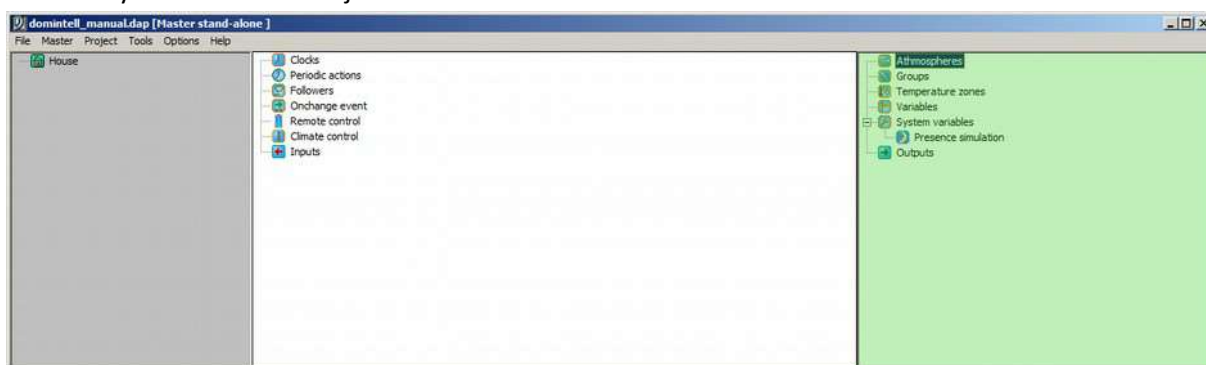 domintell_manual.dap [Master stand-alone ]
File Master Project Tools Options Help
House
Clocks
Periodic actions
Followers
Onchange event
Remote control
Climate control
Inputs
Athmospheres
Groups
Temperature zones
Variables
System variables
Presence simulation
Outputs